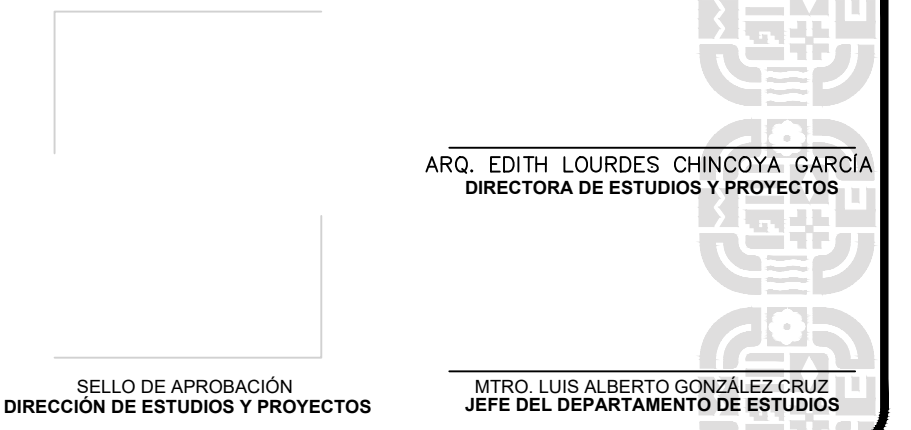 ARQ. EDITH LOURDES CHINCOYA GARCÍA
DIRECTORA DE ESTUDIOS Y PROYECTOS
SELLO DE APROBACIÓN
DIRECCIÓN DE ESTUDIOS Y PROYECTOS
MTRO. LUIS ALBERTO GONZÁLEZ CRUZ
JEFE DEL DEPARTAMENTO DE ESTUDIOS